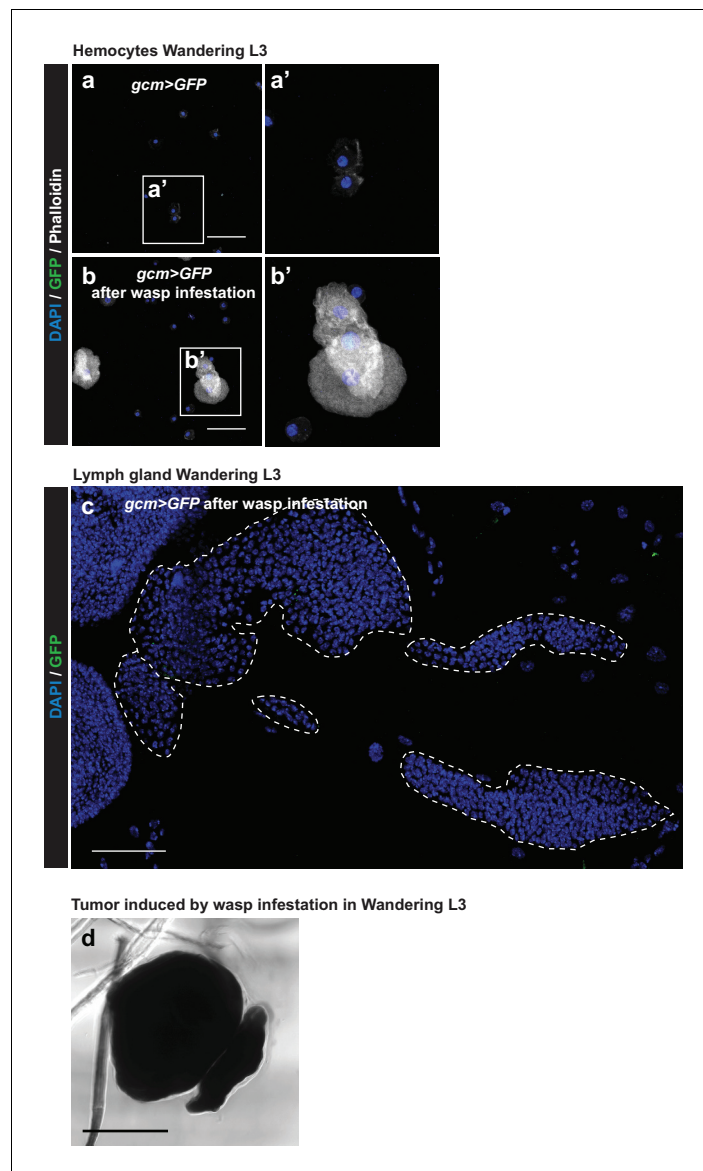 Hemocytes Wandering L3
DAPI / GFP / Phalloidin
a
gcm>GFP
a'
a'
b
gcm>GFP
after wasp infestation
b'
b'
Lymph gland Wandering L3
DAPI / GFP
c
gcm>GFP after wasp infestation
Tumor induced by wasp infestation in Wandering L3
d